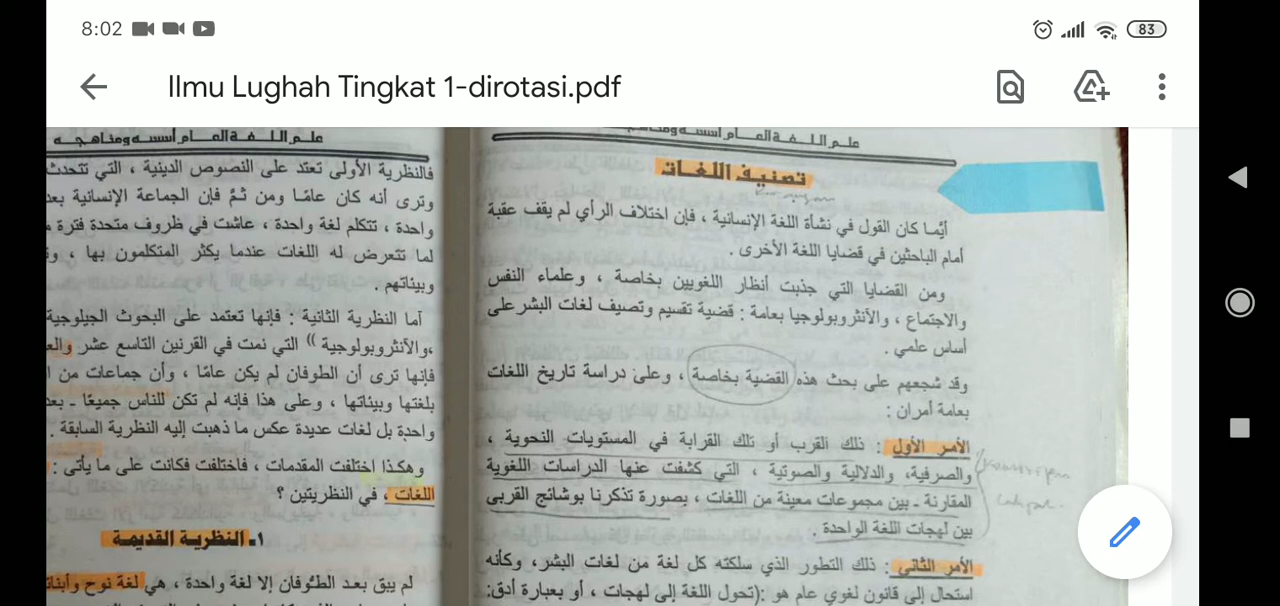 8:02
83
Ilmu Lughah Tingkat 1-dirotasi.pdf
علم اللغة العام أسسه ومناهجه
تصنيف اللغات
أيًما كان القول في نشأة اللغة الإنسانية ، فإن اختلاف الرأي لم يقف عقبة
أمام الباحثين في قضايا اللغة الأخرى .
ومن القضايا التي جذبت أنظار اللغويين بخاصة ، وعلماء النفس
والاجتماع ، والأنثروبولوجيا بعامة : قضية تقسيم وتصيف لغات البشر على
أساس علمي .
وقد شجعهم على بحث هذه القضية بخاصة ، وعلى دراسة تاريخ اللغات
بعامة أمران :
الأمر الأول : ذلك القرب أو تلك القرابة في المستويات النحوية ،
والصرفية، والدلالية والصوتية ، التي كشفت عنها الدراسات اللغوية
المقارنة ـ بين مجموعات معينة من اللغات ، بصورة تذكرنا بوشائج القربى
بين لهجات اللغة الواحدة .
الأمر الثاني : ذلك التطور الذي سلكته كل لغة من لغات البشر، وكأنه
استحال إلى قانون لغوي عام هو :(تحول اللغة إلى لهجات ، أو بعبارة أدق:
علم اللغة العام أسسه ومناهجه
فالنظرية الأولى تعتد على النصوص الدينية ، التي تتحدث
وترى أنه كان عامًا ومن ثمَّ فإن الجماعة الإنسانية بعد
واحدة ، تتكلم لغة واحدة ، عاشت في ظروف متحدة فترة
لما تتعرض له اللغات عندما يكثر المتكلمون بها ،
وبيئاتهم .
أما النظرية الثانية : فإنها تعتمد على البحوث الجيلوجية
،والأنثروبولوجية )) التي نمت في القرنين التاسع عشر
فإنها ترى أن الطوفان لم يكن عامًا ، وأن جماعات من
بلغتها وبيئاتها ، وعلى هذا فإنه لم تكن للناس جميعًا ـ بعد
واحدة بل لغات عديدة عكس ما ذهبت إليه النظرية السابقة .
وهكذا اختلفت المقدمات ، فاختلفت فكانت على ما يأتى :
اللغات ، في النظريتين ؟
١ـ النظرية القديمة
لم يبق بعد الطوفان إلا لغة واحدة ، هي لغة نوح